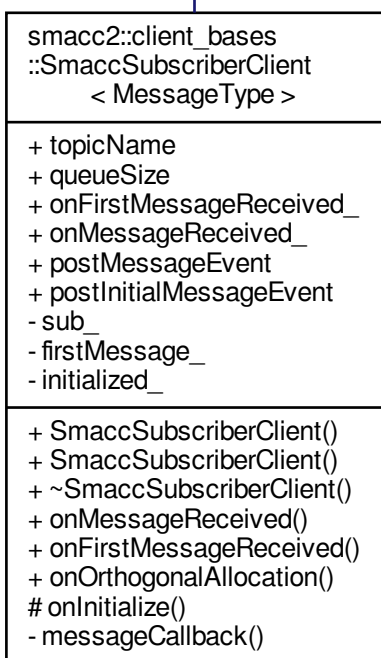 smacc2::client_bases
::SmaccSubscriberClient
< MessageType >
+ topicName
+ queueSize
+ onFirstMessageReceived_
+ onMessageReceived_
+ postMessageEvent
+ postInitialMessageEvent
- sub_
- firstMessage_
- initialized_
+ SmaccSubscriberClient()
+ SmaccSubscriberClient()
+ ~SmaccSubscriberClient()
+ onMessageReceived()
+ onFirstMessageReceived()
+ onOrthogonalAllocation()
# onInitialize()
- messageCallback()